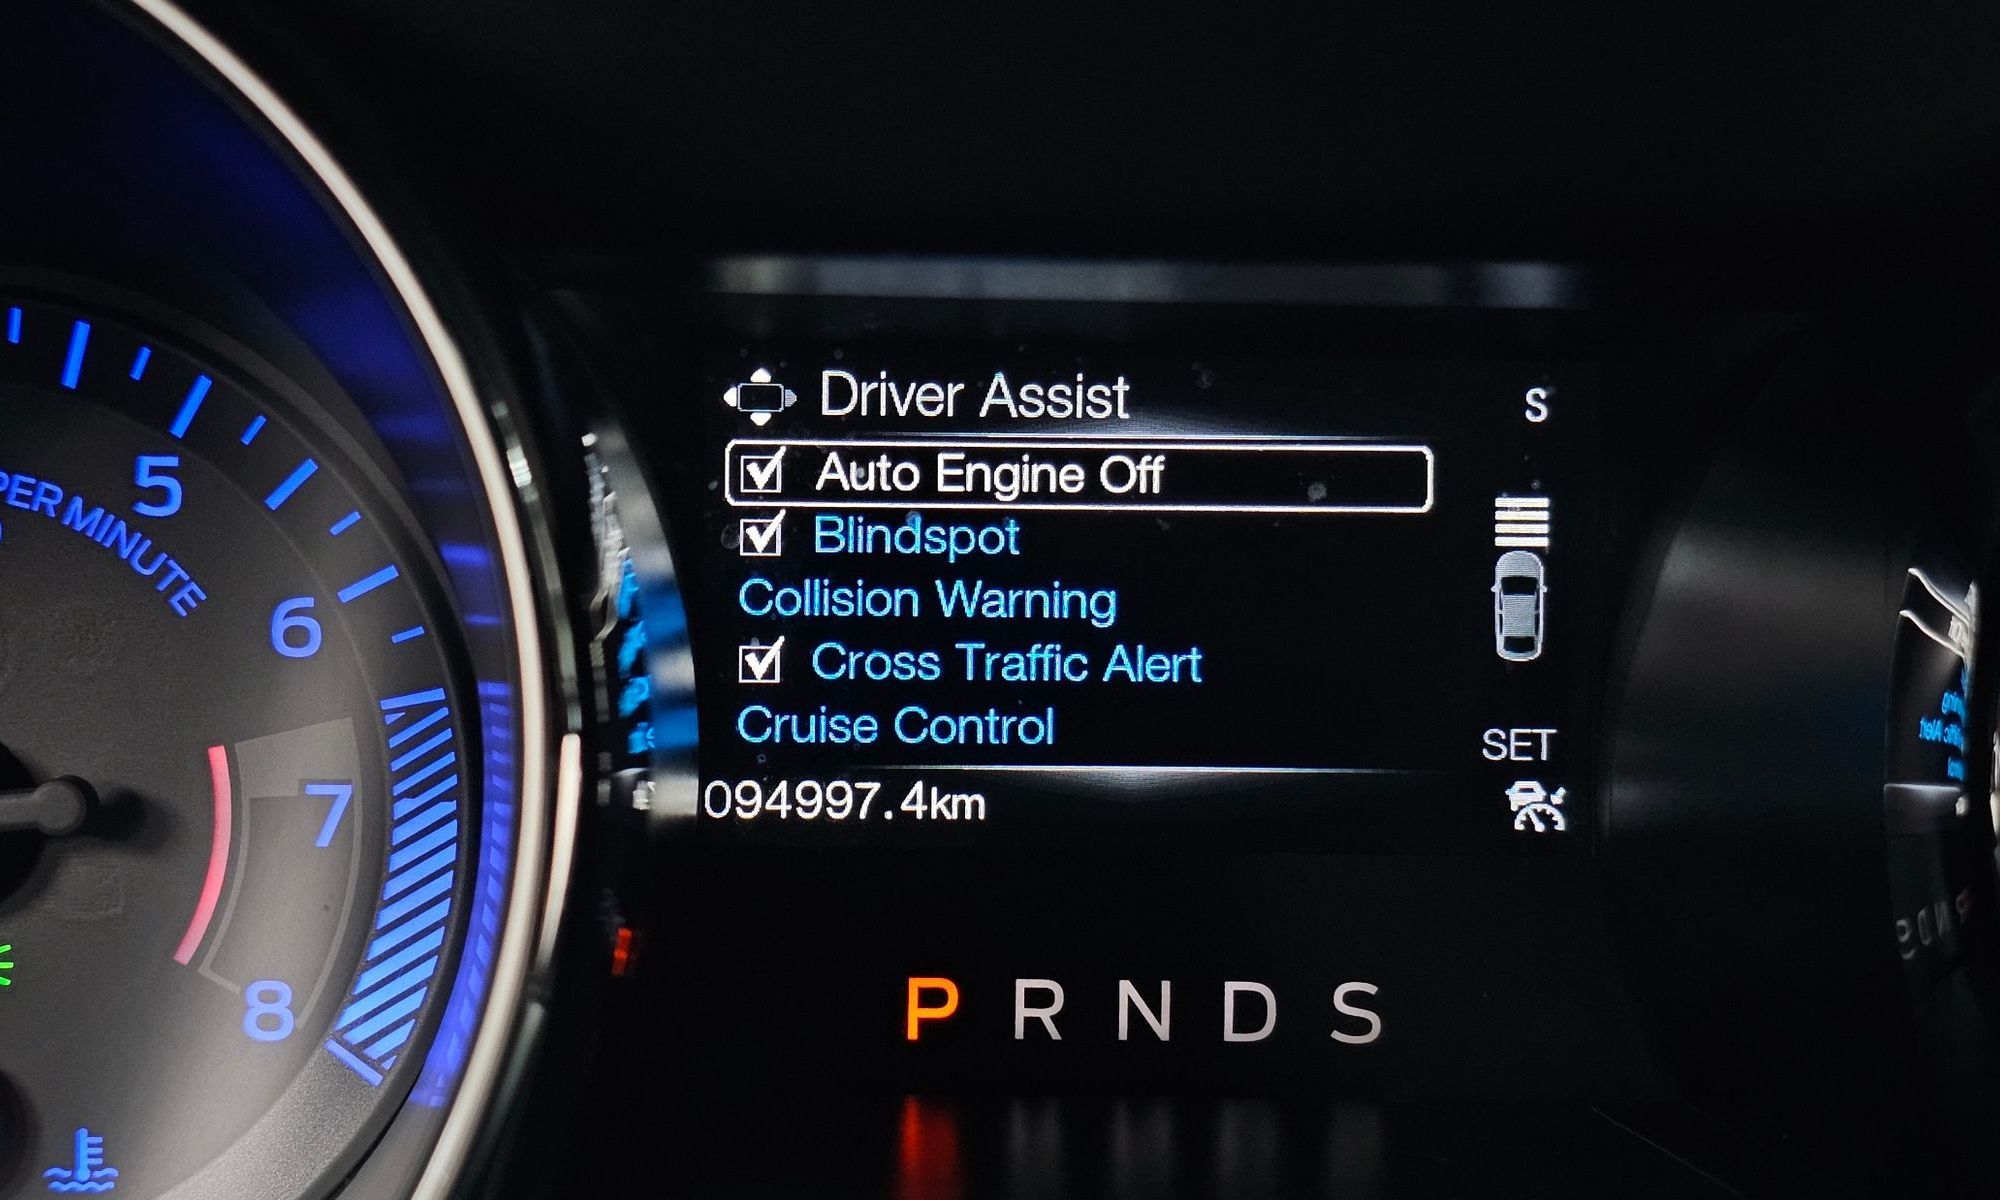 5
PER MINUTE
6
7
8
Driver Assist
S
Auto Engine Off
Blindspot
Collision Warning
Cross Traffic Alert
Cruise Control
SET
094997.4km
P R N D S